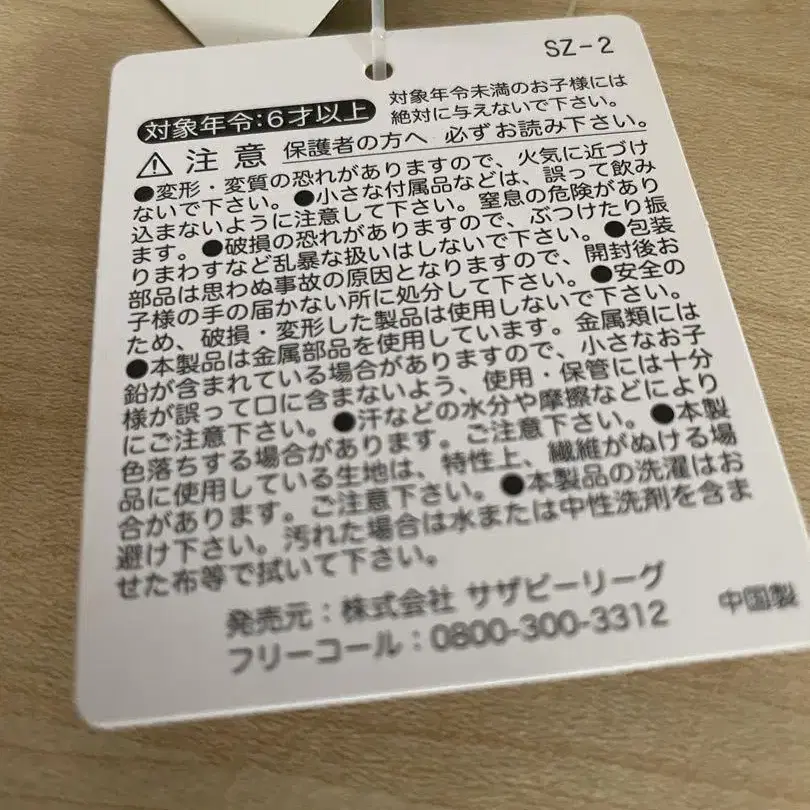 SZ-2
対象年令:6才以上
対象年令未満のお子様には
絶対に与えないで下さい。
注意 保護者の方へ 必ずお読み下さい。
●変形・変質の恐れがありますので、火気に近づけ
ないで下さい。●小さな付属品などは、誤って飲み
込まないように注意して下さい。窒息の危険があり
ます。●破損の恐れがありますので、ぶつけたり振
りまわすなど乱暴な扱いはしないで下さい。●包装
部品は思わぬ事故の原因となりますので、開封後お
子様の手の届かない所に処分して下さい。●安全の
ため、破損・変形した製品は使用しないで下さい。
●本製品は金属部品を使用しています。金属類には
鉛が含まれている場合がありますので、小さなお子
様が誤って口に含まないよう、使用・保管には十分
にご注意下さい。●汗などの水分や摩擦などにより
色落ちする場合があります。ご注意下さい。●本製
品に使用している生地は、特性上、繊維がぬける場
合があります。ご注意下さい。●本製品の洗濯はお
避け下さい。汚れた場合は水または中性洗剤を含ま
せた布等で拭いて下さい。
発売元:株式会社 サザビーリーグ
フリーコール:0800-300-3312
中国製